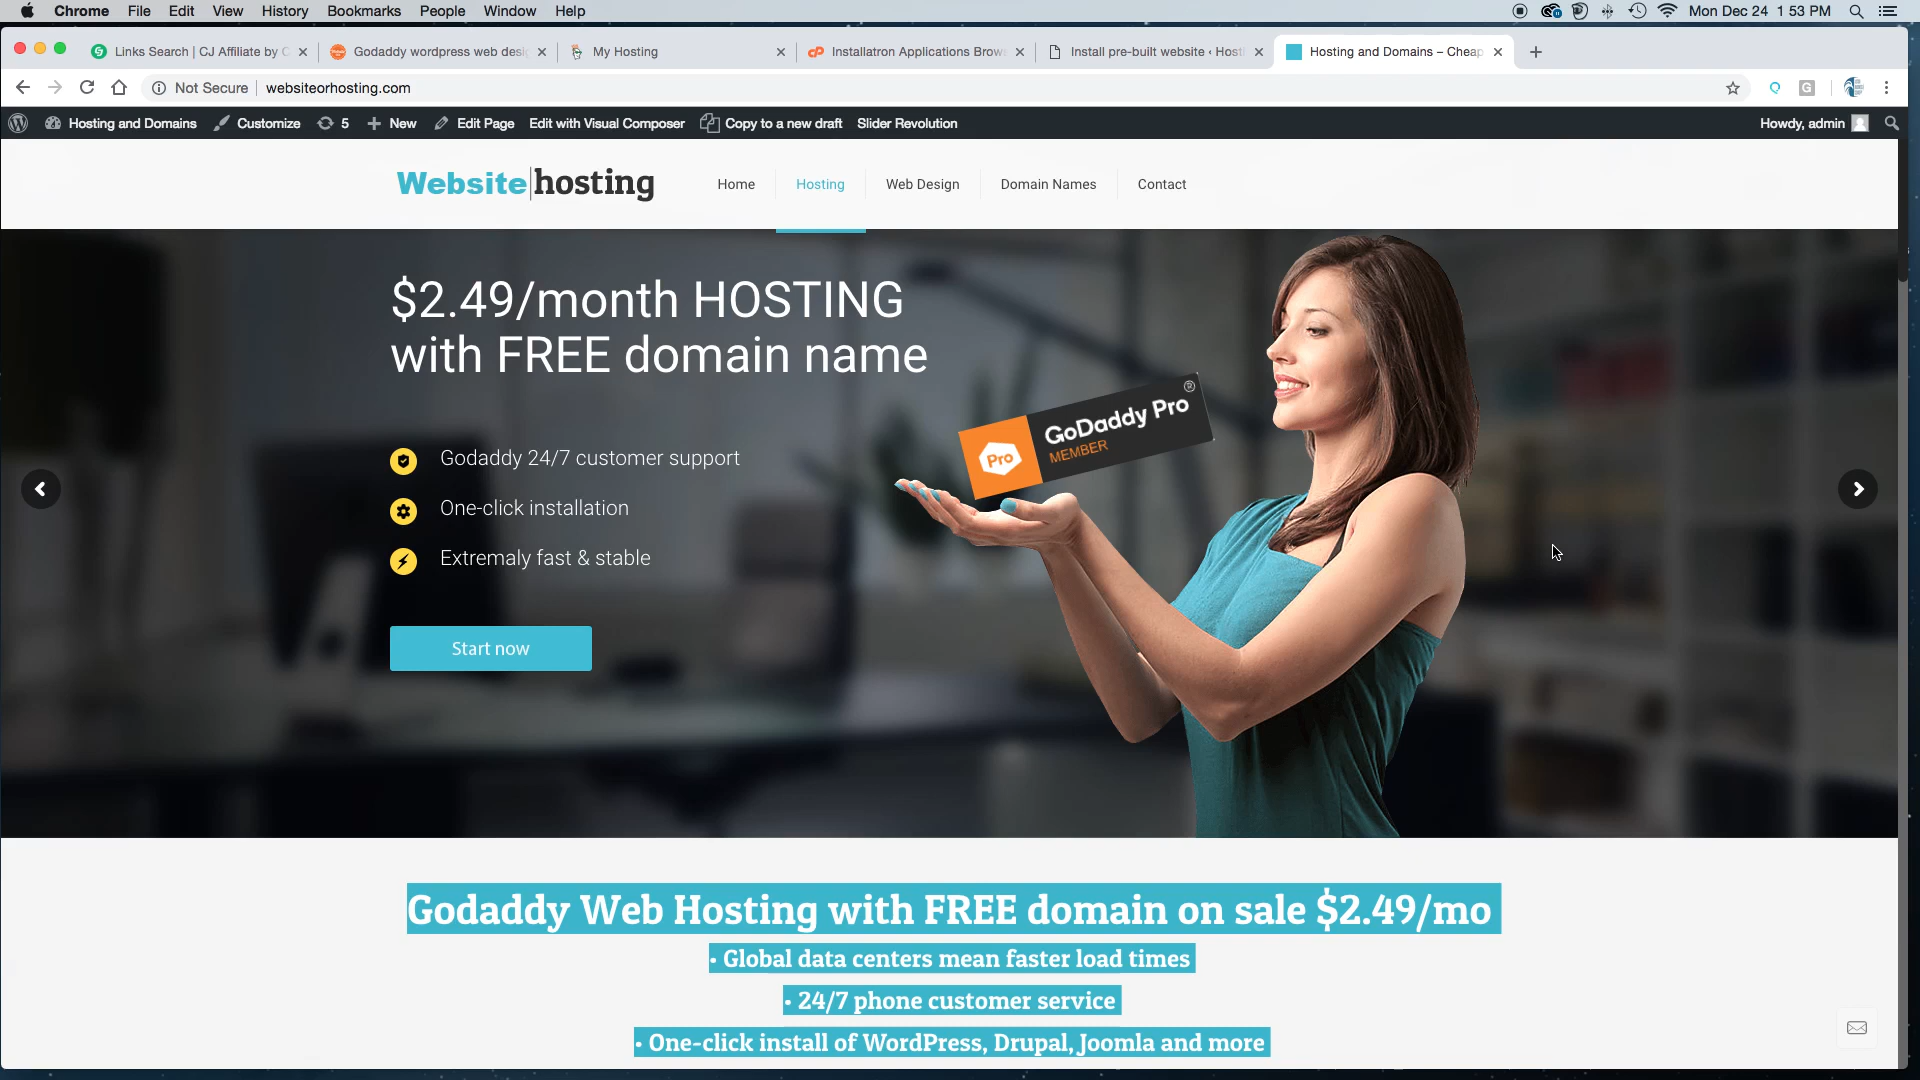 Chrome File Edit View History Bookmarks People Window Help Mon Dec 24 1 53 PM
Links Search | CJ Affiliate by C Godaddy wordpress web desi My Hosting Installatron Applications Brow Install pre-built website ‹ Hosti Hosting and Domains – Cheap
Not Secure websiteorhosting.com
Hosting and Domains Customize 5 New Edit Page Edit with Visual Composer Copy to a new draft Slider Revolution Howdy, admin
Website|hosting Home Hosting Web Design Domain Names Contact
$2.49/month HOSTING
with FREE domain name
Pro GoDaddy Pro ®
MEMBER
Godaddy 24/7 customer support
One-click installation
Extremaly fast & stable
Start now
Godaddy Web Hosting with FREE domain on sale $2.49/mo
• Global data centers mean faster load times
• 24/7 phone customer service
• One-click install of WordPress, Drupal, Joomla and more